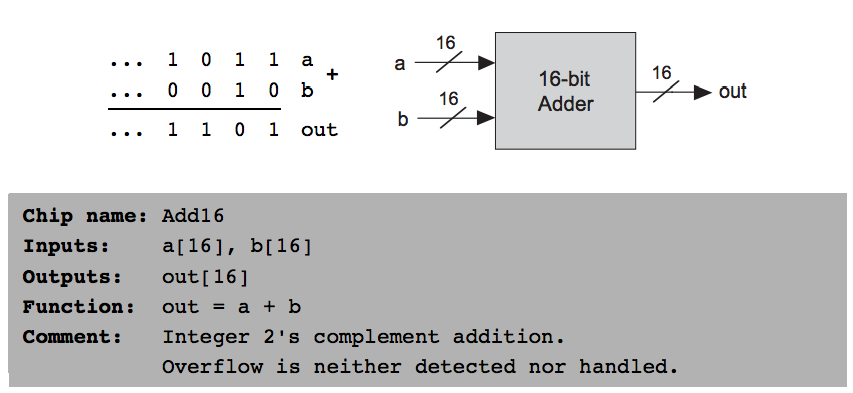 ... 1 0 1 1 a
+
... 0 0 1 0 b
... 1 1 0 1 out
a 16
b 16
16-bit
Adder
16 out
Chip name: Add16
Inputs: a[16], b[16]
Outputs: out[16]
Function: out = a + b
Comment: Integer 2's complement addition.
Overflow is neither detected nor handled.